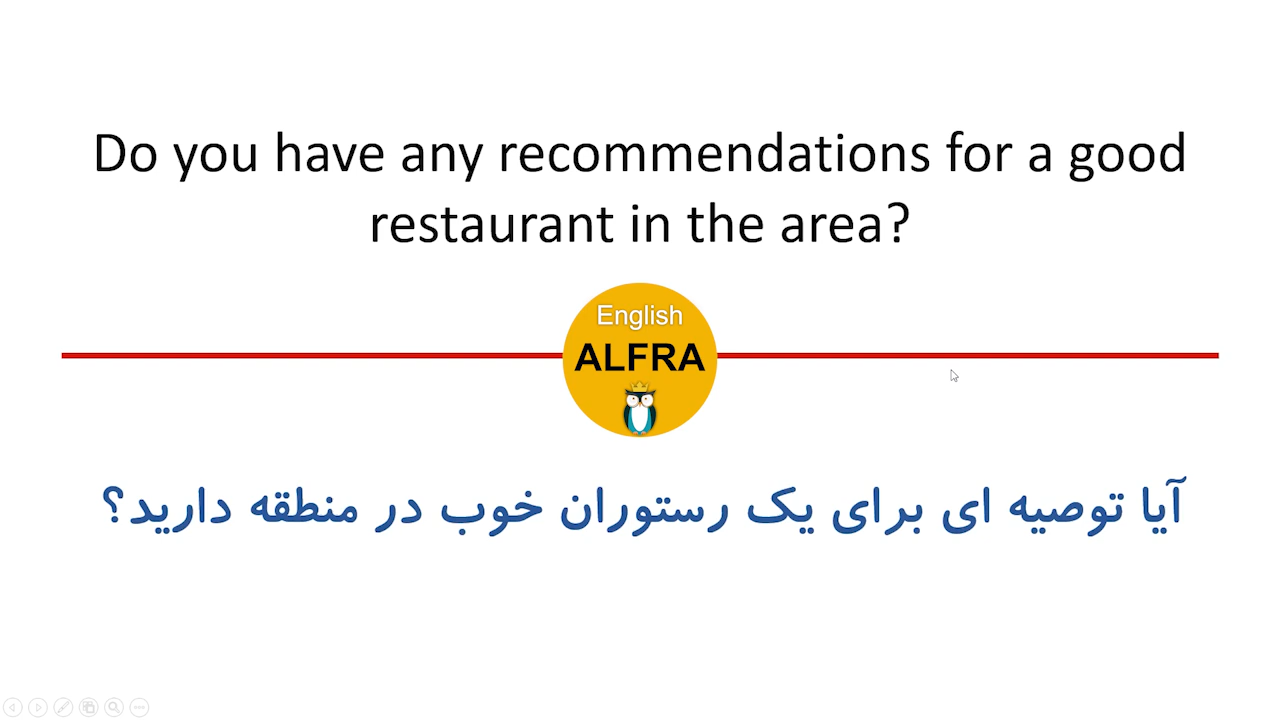 Do you have any recommendations for a good
restaurant in the area?
English
ALFRA
آیا توصیه ای برای یک رستوران خوب در منطقه دارید؟